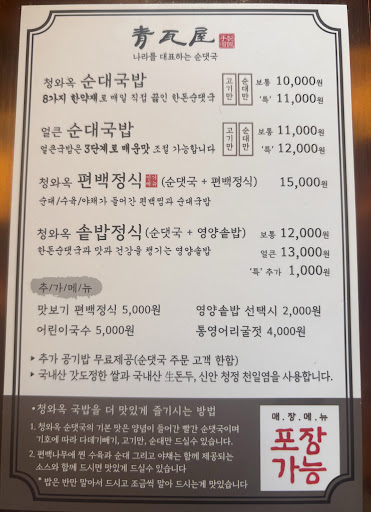 青瓦屋
나라를 대표하는 순댓국
청와옥 순대국밥 고기만 순대만 보통 10,000원
8가지 한약재로 매일 직접 끓인 한돈순댓국 '특' 11,000원
얼큰 순대국밥 고기만 순대만 보통 11,000원
얼큰국밥은 3단계로 매운맛 조절 가능합니다 '특' 12,000원
청와옥 편백정식 (순댓국 + 편백정식) 15,000원
순대/수육/야채가 들어간 편백찜과 순대국밥
청와옥 솥밥정식 (순댓국 + 영양솥밥) 보통 12,000원
한돈순댓국과 맛과 건강을 챙기는 영양솥밥 얼큰 13,000원
'특' 추가 1,000원
추/가/메/뉴
맛보기 편백정식 5,000원 영양솥밥 선택시 2,000원
어린이국수 5,000원 통영어리굴젓 4,000원
▸ 추가 공기밥 무료제공(순댓국 주문 고객 한함)
▸ 국내산 갓도정한 쌀과 국내산 生돈두, 신안 청정 천일염을 사용합니다.
•청와옥 국밥을 더 맛있게 즐기시는 방법
1. 청와옥 순댓국의 기본 맛은 양념이 들어간 빨간 순댓국이며
기호에 따라 다데기빼기, 고기만, 순대만 드실수 있습니다.
2. 편백나무에 찐 수육과 순대 그리고 야채는 함께 제공되는
소스와 함께 드시면 맛있게 드실수 있습니다
* 밥은 반만 말아서 드시고 조금씩 말아 드시는게 맛있습니다
매.장.메.뉴
포장
가능